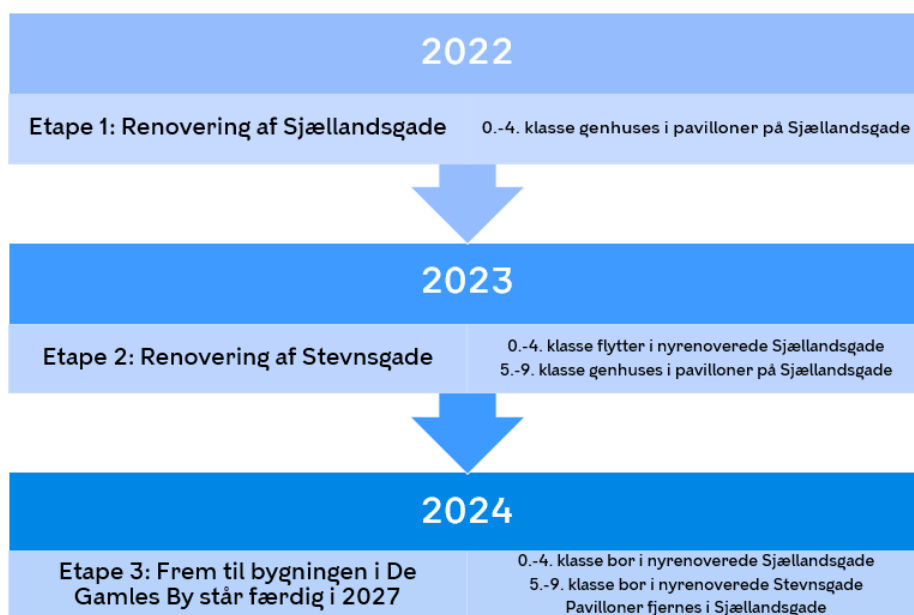 2022
Etape 1: Renovering af Sjællandsgade
0.-4. klasse genhuses i pavilloner på Sjællandsgade
2023
Etape 2: Renovering af Stevnsgade
0.-4. klasse flytter i nyrenoverede Sjællandsgade
5.-9. klasse genhuses i pavilloner på Sjællandsgade
2024
Etape 3: Frem til bygningen i De
Gamles By står færdig i 2027
0.-4. klasse bor i nyrenoverede Sjællandsgade
5.-9. klasse bor i nyrenoverede Stevnsgade
Pavilloner fjernes i Sjællandsgade